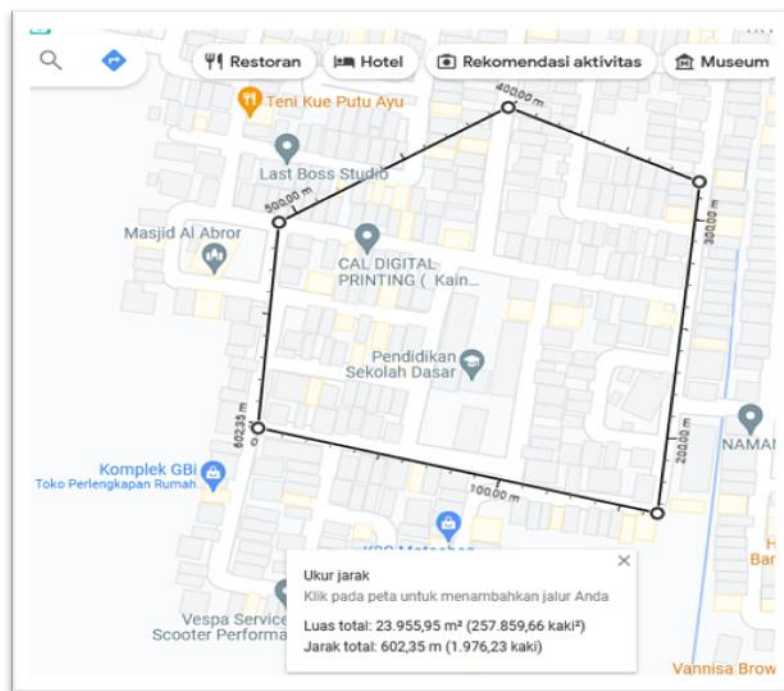 Restoran
Hotel
Rekomendasi aktivitas
Museum
Teni Kue Putu Ayu
400,00 m
Last Boss Studio
500,00 m
300,00 m
Masjid Al Abror
CAL DIGITAL
PRINTING ( Kain...
Pendidikan
Sekolah Dasar
602,35 m
200,00 m
Komplek GBi
Toko Perlengkapan Rumah
100,00 m
Ukur jarak
Klik pada peta untuk menambahkan jalur Anda
Vespa Service
Scooter Performa
Luas total: 23.955,95 m² (257.859,66 kaki²)
Jarak total: 602,35 m (1.976,23 kaki)
Vannisa Brow